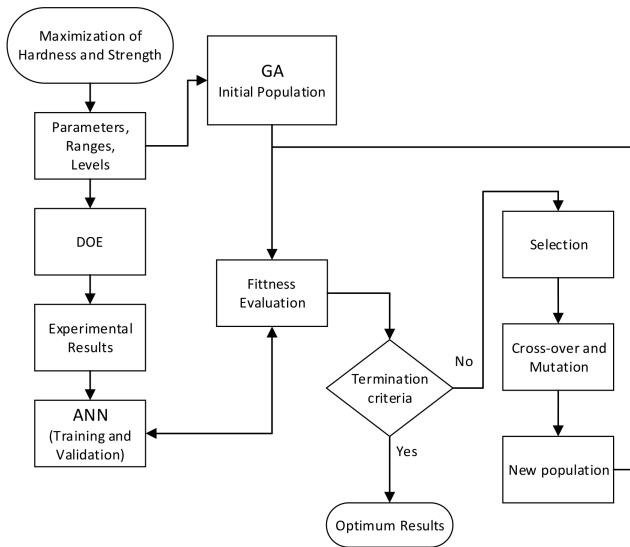 Maximization of
Hardness and Strength
GA
Initial Population
Parameters,
Ranges,
Levels
DOE
Experimental
Results
ANN
(Training and
Validation)
Fittness
Evaluation
Termination
criteria
No
Yes
Optimum Results
Selection
Cross-over and
Mutation
New population